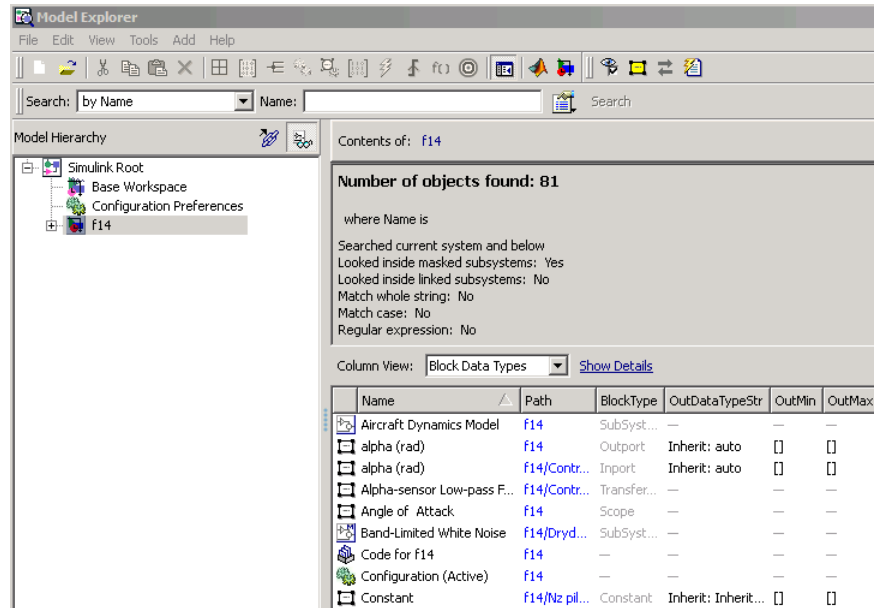 Model Explorer
File Edit View Tools Add Help
Search: by Name Name: Search
Model Hierarchy
Simulink Root
Base Workspace
Configuration Preferences
f14
Contents of: f14
Number of objects found: 81
where Name is
Searched current system and below
Looked inside masked subsystems: Yes
Looked inside linked subsystems: No
Match whole string: No
Match case: No
Regular expression: No
Column View: Block Data Types Show Details
Name Path BlockType OutDataTypeStr OutMin OutMax
Aircraft Dynamics Model f14 SubSyst... — — —
alpha (rad) f14 Outport Inherit: auto [] []
alpha (rad) f14/Contr... Inport Inherit: auto [] []
Alpha-sensor Low-pass F... f14/Contr... Transfer... — — —
Angle of Attack f14 Scope — — —
Band-Limited White Noise f14/Dryd... SubSyst... — — —
Code for f14 f14 — — — —
Configuration (Active) f14 — — — —
Constant f14/Nz pil... Constant Inherit: Inherit... [] []